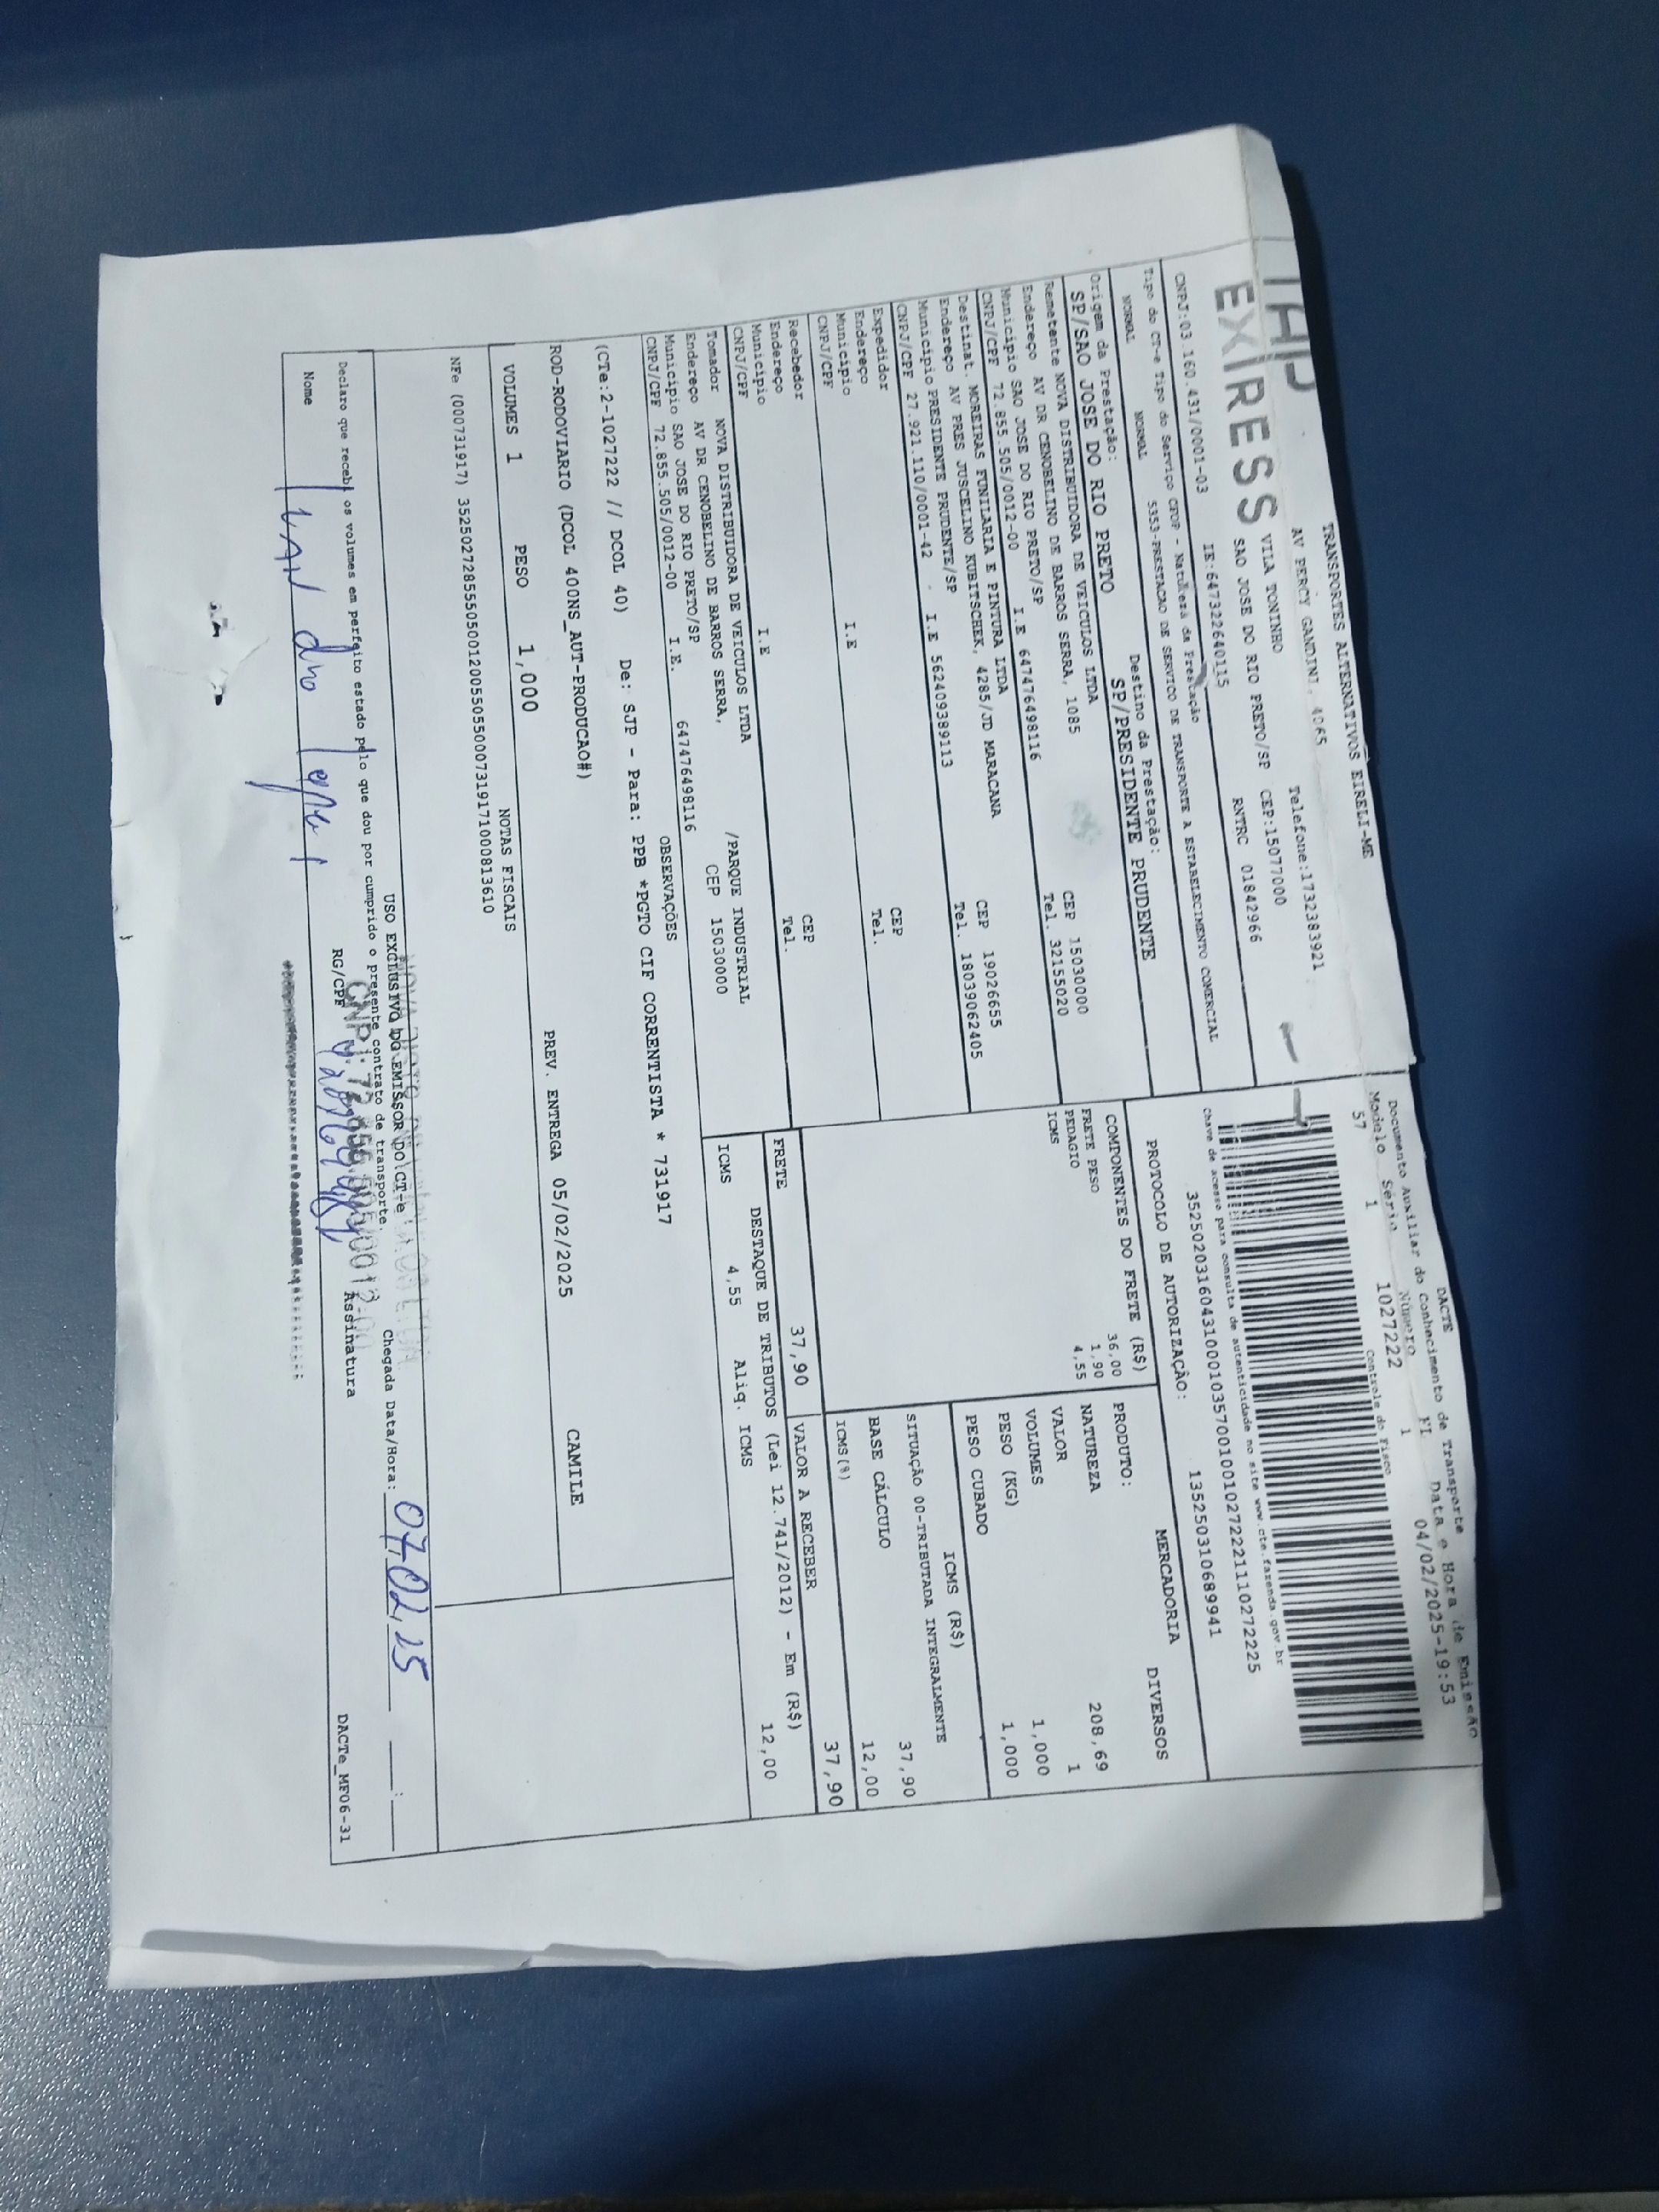 TRANSPORTES ALTERNATIVOS EIRELI-ME
AV PERCY GANDINI, 4065 Telefone:1732383921
EXPRESS VILA TONINHO
SAO JOSE DO RIO PRETO/SP CEP:15077000
CNPJ:03.160.431/0001-03 IE:647322640115 RNTRC 01842966
DACTE
Documento Auxiliar do Conhecimento de Transporte
Modelo Série Número Fl Data e Hora de Emissão
57 1 1027222 1 04/02/2025-19:53
Controle do Fisco
Chave de acesso para consulta de autenticidade no site www.cte.fazenda.gov.br
35250203160431000103570010010272221110272225
Tipo do CT-e Tipo do Serviço CFOP - Natureza da Prestação
NORMAL NORMAL 5353-PRESTACAO DE SERVICO DE TRANSPORTE A ESTABELECIMENTO COMERCIAL
PROTOCOLO DE AUTORIZAÇÃO: 135250310689941
Origem da Prestação: Destino da Prestação:
SP/SAO JOSE DO RIO PRETO SP/PRESIDENTE PRUDENTE
Remetente NOVA DISTRIBUIDORA DE VEICULOS LTDA
Endereço AV DR CENOBELINO DE BARROS SERRA, 1085 CEP 15030000
Município SAO JOSE DO RIO PRETO/SP Tel. 32155020
CNPJ/CPF 72.855.505/0012-00 I.E 647476498116
Destinat. MOREIRAS FUNILARIA E PINTURA LTDA
Endereço AV PRES JUSCELINO KUBITSCHEK, 4285/JD MARACANA CEP 19026655
Município PRESIDENTE PRUDENTE/SP Tel. 18039062405
CNPJ/CPF 27.921.110/0001-42 I.E 562409389113
Expedidor
Endereço CEP
Município Tel.
CNPJ/CPF I.E
Recebedor
Endereço CEP
Município Tel.
CNPJ/CPF I.E
Tomador NOVA DISTRIBUIDORA DE VEICULOS LTDA
Endereço AV DR CENOBELINO DE BARROS SERRA, /PARQUE INDUSTRIAL
Município SAO JOSE DO RIO PRETO/SP CEP 15030000
CNPJ/CPF 72.855.505/0012-00 I.E. 647476498116
COMPONENTES DO FRETE (R$)
FRETE PESO 36,00
PEDAGIO 1,90
ICMS 4,55
MERCADORIA
PRODUTO: DIVERSOS
NATUREZA
VALOR 208,69
VOLUMES 1
PESO (KG) 1,000
PESO CUBADO 1,000
ICMS (R$)
SITUAÇÃO 00-TRIBUTADA INTEGRALMENTE
BASE CÁLCULO 37,90
ICMS(%) 12,00
FRETE 37,90 VALOR A RECEBER 37,90
DESTAQUE DE TRIBUTOS (Lei 12.741/2012) - Em (R$)
ICMS 4,55 Aliq. ICMS 12,00
OBSERVAÇÕES
(CTe:2-1027222 // DCOL 40) De: SJP - Para: PPB *PGTO CIF CORRENTISTA * 731917
ROD-RODOVIARIO (DCOL 400NS_AUT-PRODUCAO#)
VOLUMES 1 PESO 1,000 PREV. ENTREGA 05/02/2025 CAMILE
NOTAS FISCAIS
NFe (000731917) 35250272855505001200550550007319171000813610
USO EXCLUSIVO DO EMISSOR DO CT-e
Declaro que recebi os volumes em perfeito estado pelo que dou por cumprido o presente contrato de transporte. Chegada Data/Hora: 07,02,25 :
Nome RG/CPF Assinatura
CNPJ: 72.855.505/0012-00
DACTe_MF06-31